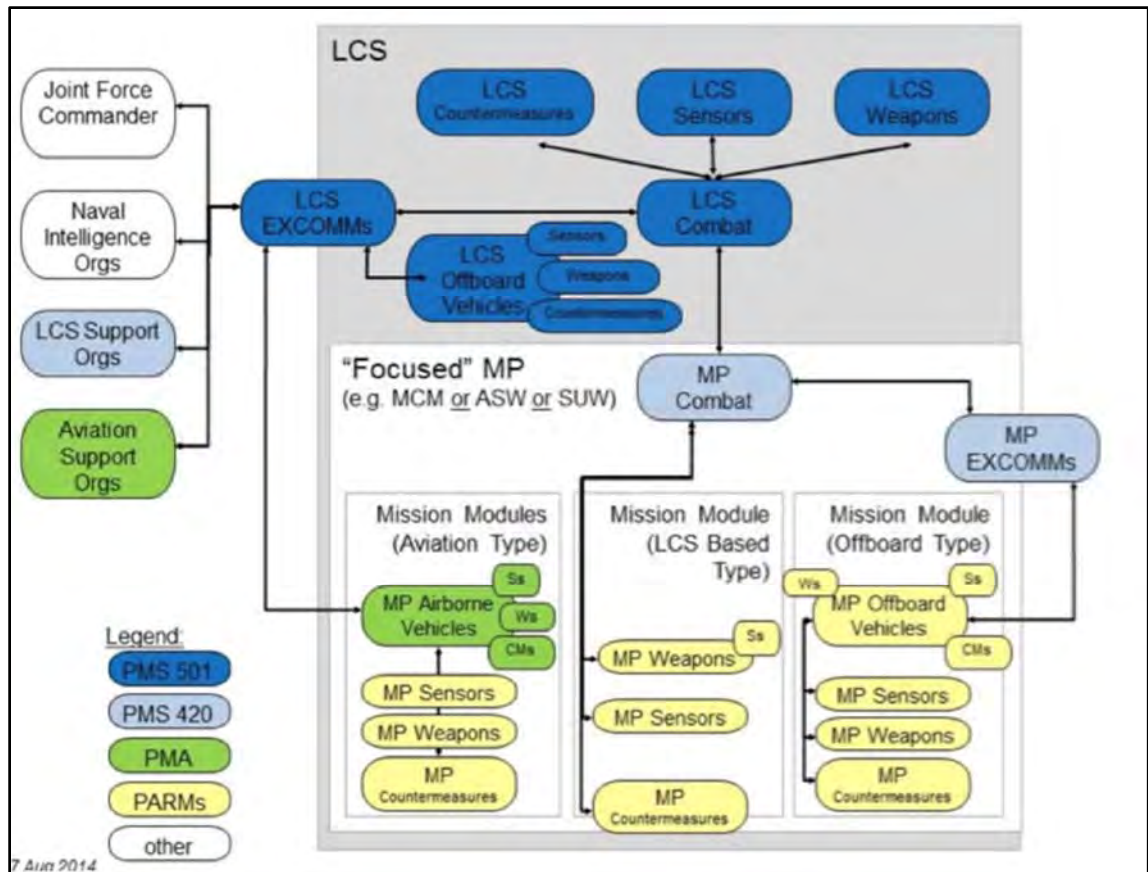 LCS
LCS
Countermeasures
LCS
Sensors
LCS
Weapons
Joint Force
Commander
Naval
Intelligence
Orgs
LCS Support
Orgs
Aviation
Support
Orgs
LCS
EXCOMMs
LCS
Combat
LCS
Offboard
Vehicles
Sensors
Weapons
Countermeasures
“Focused” MP
(e.g. MCM or ASW or SUW)
MP
Combat
MP
EXCOMMs
Mission Modules
(Aviation Type)
MP Airborne
Vehicles
Ss
Ws
CMs
MP Sensors
MP Weapons
MP
Countermeasures
Mission Module
(LCS Based
Type)
MP Weapons
Ss
MP Sensors
MP
Countermeasures
Mission Module
(Offboard Type)
Ws
Ss
MP Offboard
Vehicles
CMs
MP Sensors
MP Weapons
MP
Countermeasures
Legend:
PMS 501
PMS 420
PMA
PARMs
other
7 Aug 2014